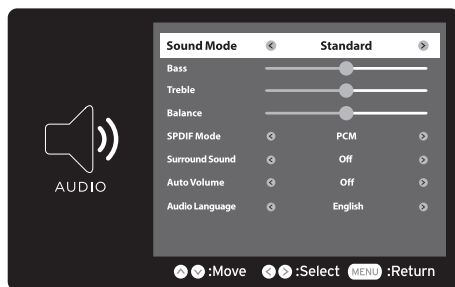 Sound Mode Standard
Bass
Treble
Balance
SPDIF Mode PCM
Surround Sound Off
Auto Volume Off
Audio Language English
AUDIO
:Move :Select MENU :Return